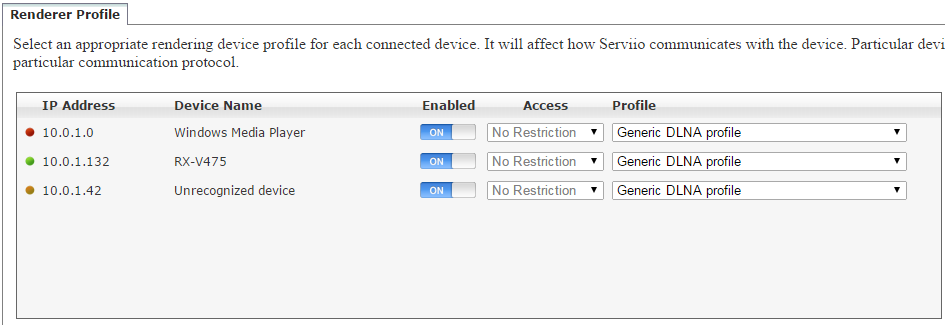 Renderer Profile
Select an appropriate rendering device profile for each connected device. It will affect how Serviio communicates with the device. Particular devi
particular communication protocol.
IP Address Device Name Enabled Access Profile
10.0.1.0 Windows Media Player ON No Restriction Generic DLNA profile
10.0.1.132 RX-V475 ON No Restriction Generic DLNA profile
10.0.1.42 Unrecognized device ON No Restriction Generic DLNA profile